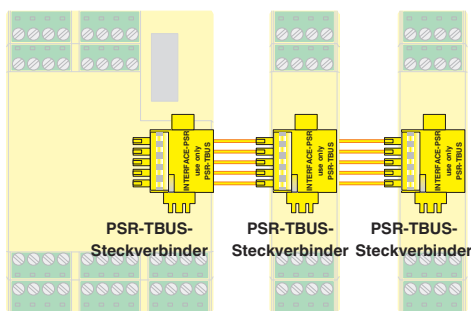 INTERFACE-PSR
use only
PSR-TBUS
INTERFACE-PSR
use only
PSR-TBUS
INTERFACE-PSR
use only
PSR-TBUS
PSR-TBUS-
Steckverbinder
PSR-TBUS-
Steckverbinder
PSR-TBUS-
Steckverbinder